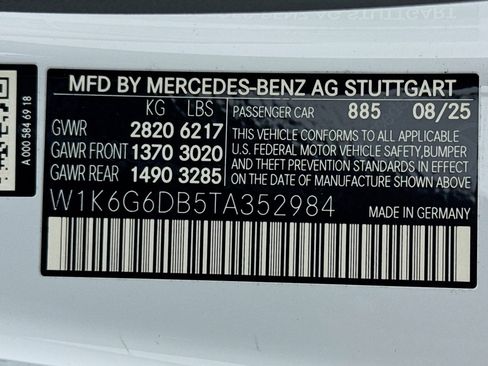 MFD BY MERCEDES-BENZ AG STUTTGART
KG LBS
PASSENGER CAR 885 08/25
GVWR 2820 6217
GAWR FRONT 1370 3020
GAWR REAR 1490 3285
THIS VEHICLE CONFORMS TO ALL APPLICABLE
U.S. FEDERAL MOTOR VEHICLE SAFETY, BUMPER
AND THEFT PREVENTION STANDARDS IN EFFECT
ON THE DATE OF MANUFACTURE SHOWN ABOVE.
W1K6G6DB5TA352984
MADE IN GERMANY
A 000 584 69 18